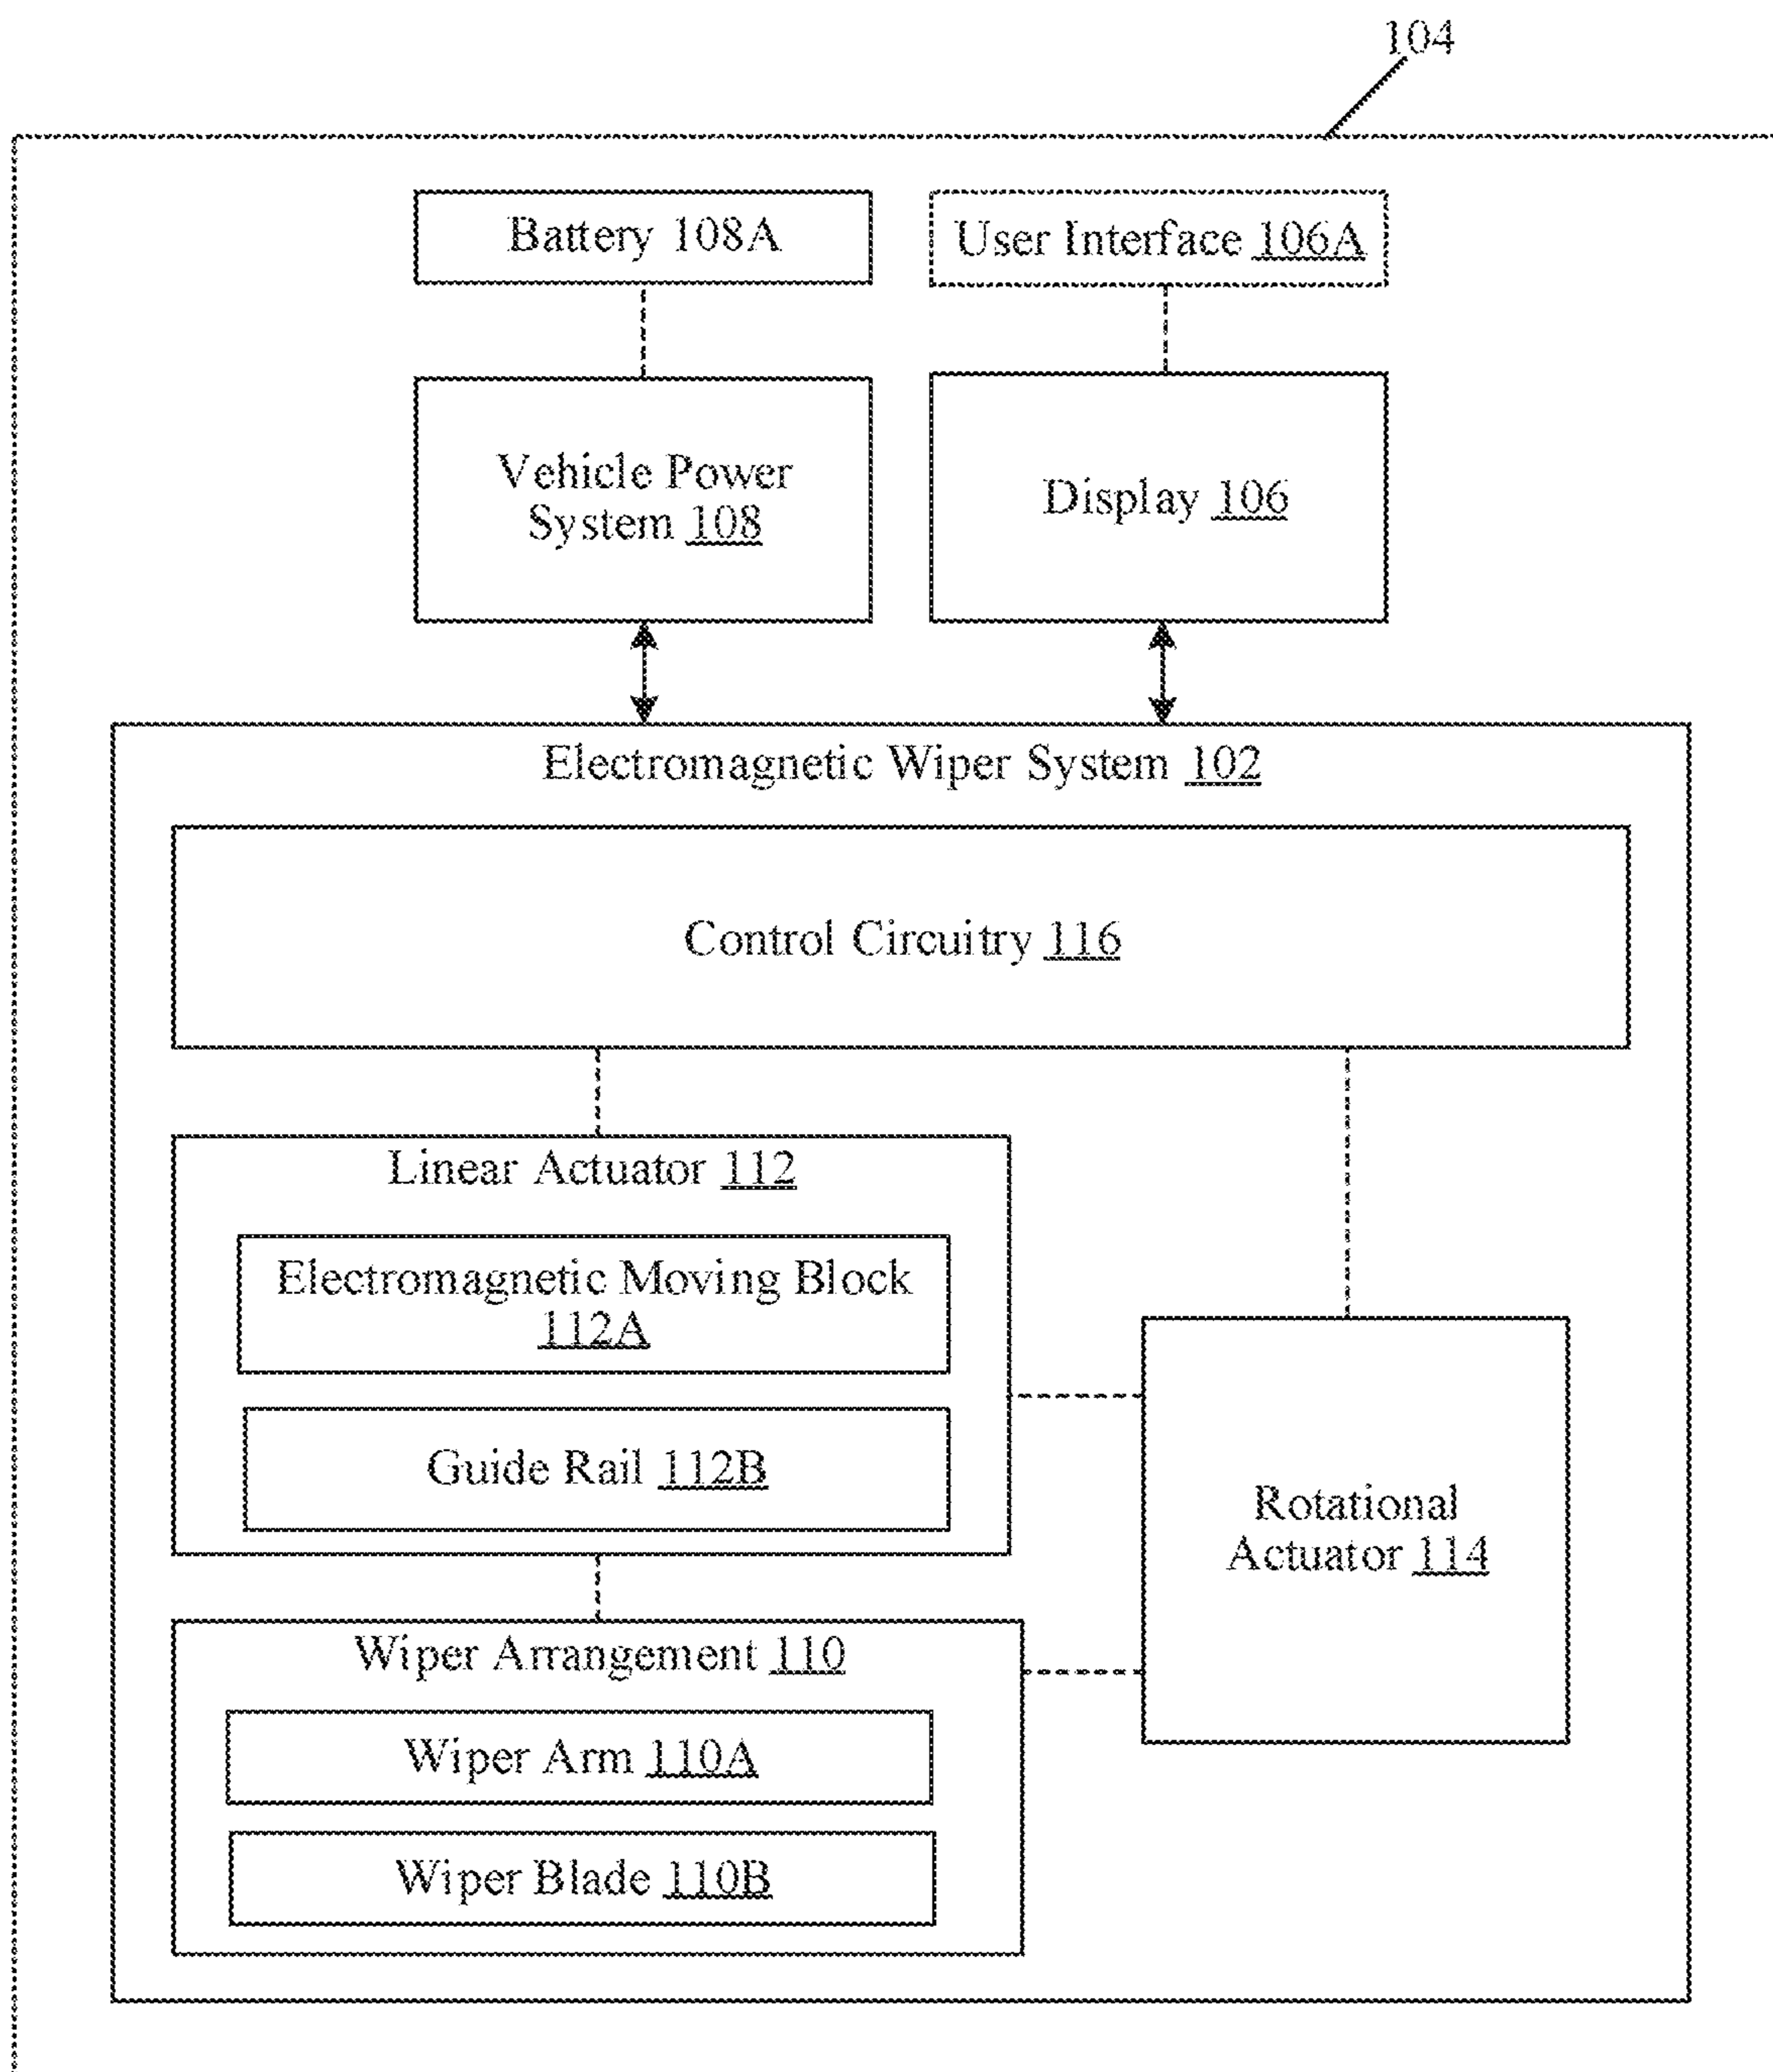 104
Battery 108A
User Interface 106A
Vehicle Power
System 108
Display 106
Electromagnetic Wiper System 102
Control Circuitry 116
Linear Actuator 112
Electromagnetic Moving Block
112A
Guide Rail 112B
Rotational
Actuator 114
Wiper Arrangement 110
Wiper Arm 110A
Wiper Blade 110B